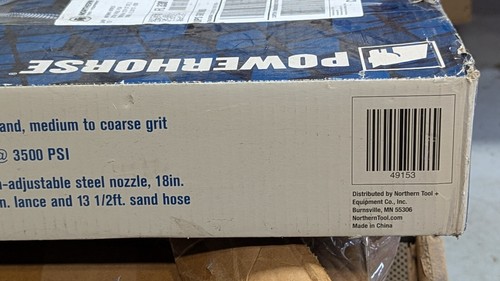 POWERHORSE
and, medium to coarse grit
@ 3500 PSI
-adjustable steel nozzle, 18in.
n. lance and 13 1/2ft. sand hose
49153
Distributed by Northern Tool +
Equipment Co., Inc.
Burnsville, MN 55306
NorthernTool.com
Made in China